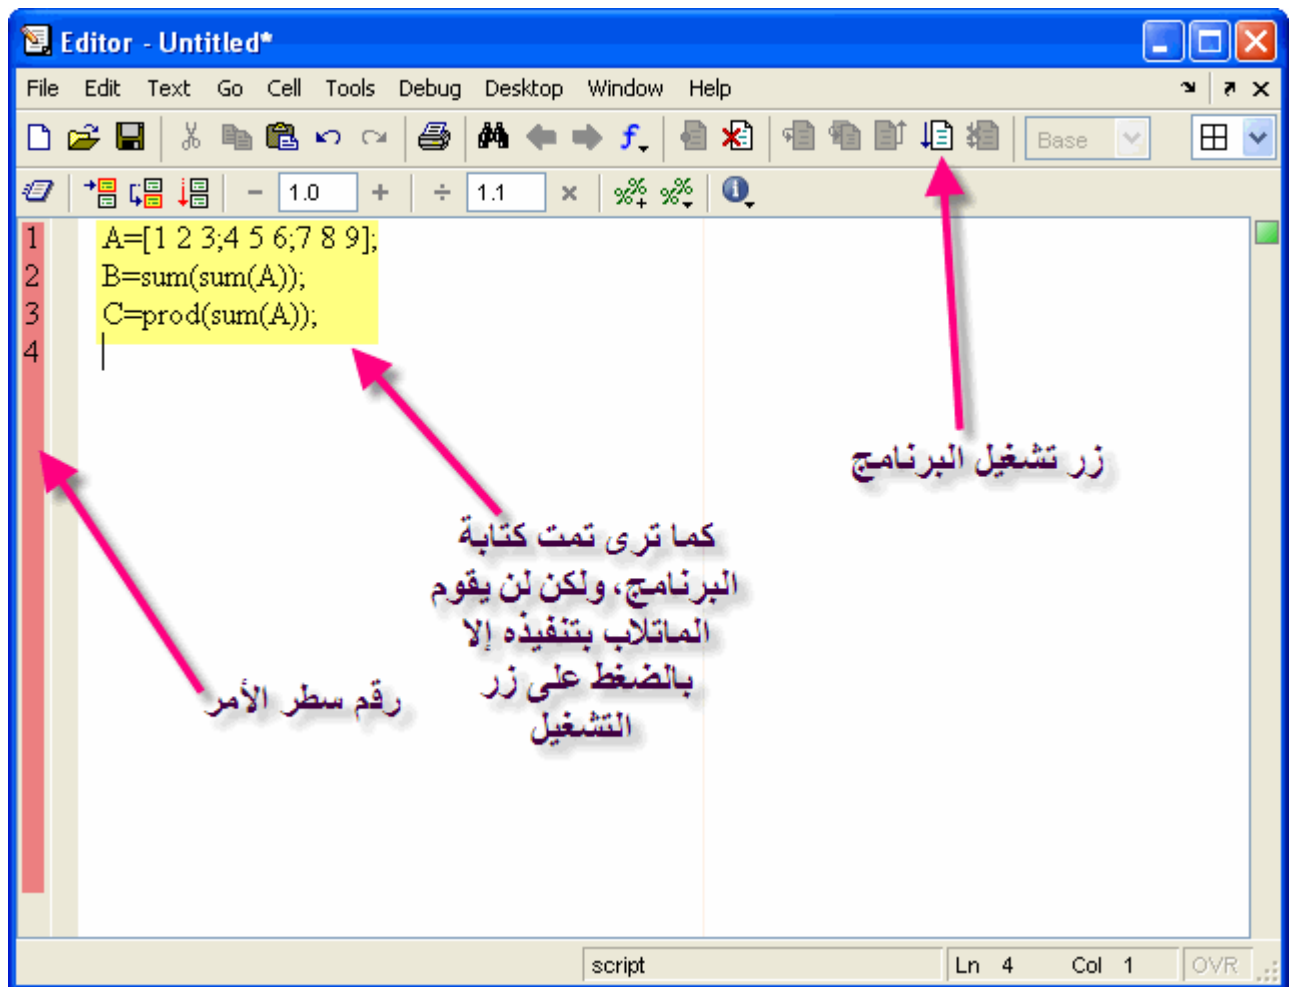 Editor - Untitled*
File Edit Text Go Cell Tools Debug Desktop Window Help
Base
1.0
1.1
1 A=[1 2 3;4 5 6;7 8 9];
2 B=sum(sum(A));
3 C=prod(sum(A));
4
زر تشغيل البرنامج
كما ترى تمت كتابة
البرنامج، ولكن لن يقوم
الماتلاب بتنفيذه إلا
بالضغط على زر
التشغيل
رقم سطر الأمر
script Ln 4 Col 1 OVR